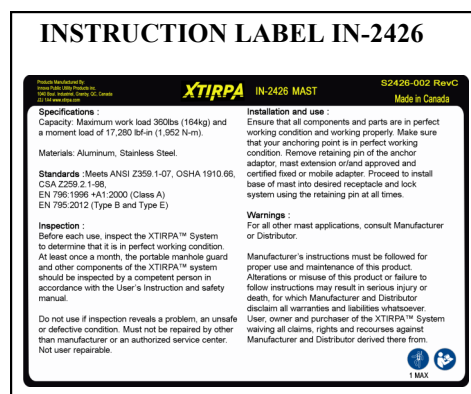 INSTRUCTION LABEL IN-2426
Products Manufactured By:
Innova Public Utility Products inc.
1040 Boul. Industriel, Granby, QC, Canada
J2J 1A4 www.xtirpa.com
XTIRPA
IN-2426 MAST
S2426-002 RevC
Made in Canada
Specifications :
Capacity: Maximum work load 360lbs (164kg) and
a moment load of 17,280 lbf-in (1,952 N-m).
Materials: Aluminum, Stainless Steel.
Standards :Meets ANSI Z359.1-07, OSHA 1910.66,
CSA Z259.2.1-98,
EN 796:1996 +A1:2000 (Class A)
EN 795:2012 (Type B and Type E)
Inspection :
Before each use, inspect the XTIRPA™ System
to determine that it is in perfect working condition.
At least once a month, the portable manhole guard
and other components of the XTIRPA™ system
should be inspected by a competent person in
accordance with the User's Instruction and safety
manual.
Do not use if inspection reveals a problem, an unsafe
or defective condition. Must not be repaired by other
than manufacturer or an authorized service center.
Not user repairable.
Installation and use :
Ensure that all components and parts are in perfect
working condition and working properly. Make sure
that your anchoring point is in perfect working
condition. Remove retaining pin of the anchor
adaptor, mast extension or/and approved and
certified fixed or mobile adapter. Proceed to install
base of mast into desired receptacle and lock
system using the retaining pin at all times.
Warnings :
For all other mast applications, consult Manufacturer
or Distributor.
Manufacturer's instructions must be followed for
proper use and maintenance of this product.
Alterations or misuse of this product or failure to
follow instructions may result in serious injury or
death, for which Manufacturer and Distributor
disclaim all warranties and liabilities whatsoever.
User, owner and purchaser of the XTIRPA™ System
waiving all claims, rights and recourses against
Manufacturer and Distributor derived there from.
1 MAX